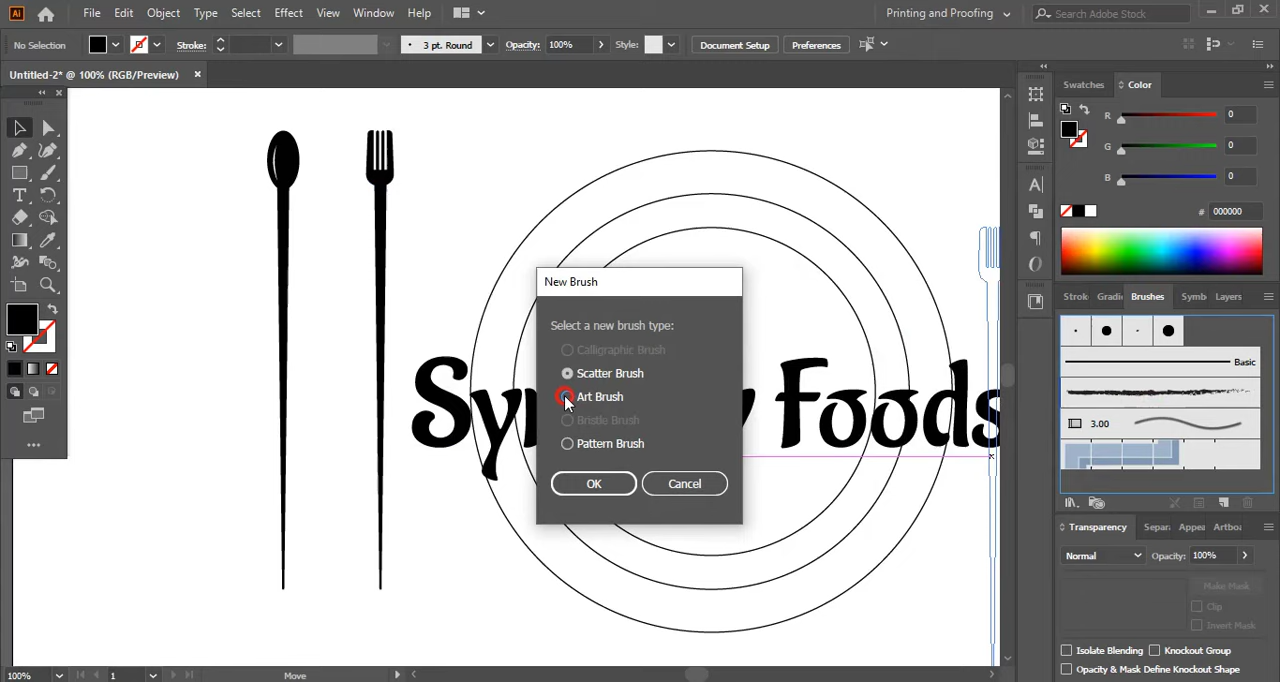 Ai File Edit Object Type Select Effect View Window Help Printing and Proofing Search Adobe Stock
No Selection Stroke: 3 pt. Round Opacity: 100% Style: Document Setup Preferences
Untitled-2* @ 100% (RGB/Preview)
Swatches Color
R 0
G 0
B 0
# 000000
New Brush
Select a new brush type:
Calligraphic Brush
Scatter Brush
Art Brush
Bristle Brush
Pattern Brush
OK Cancel
Foods
Strok Gradi Brushes Symb Layers
Basic
3.00
Transparency Separ Appea Artboa
Normal Opacity: 100%
Make Mask
Clip
Invert Mask
Isolate Blending Knockout Group
Opacity & Mask Define Knockout Shape
100% 1 Move